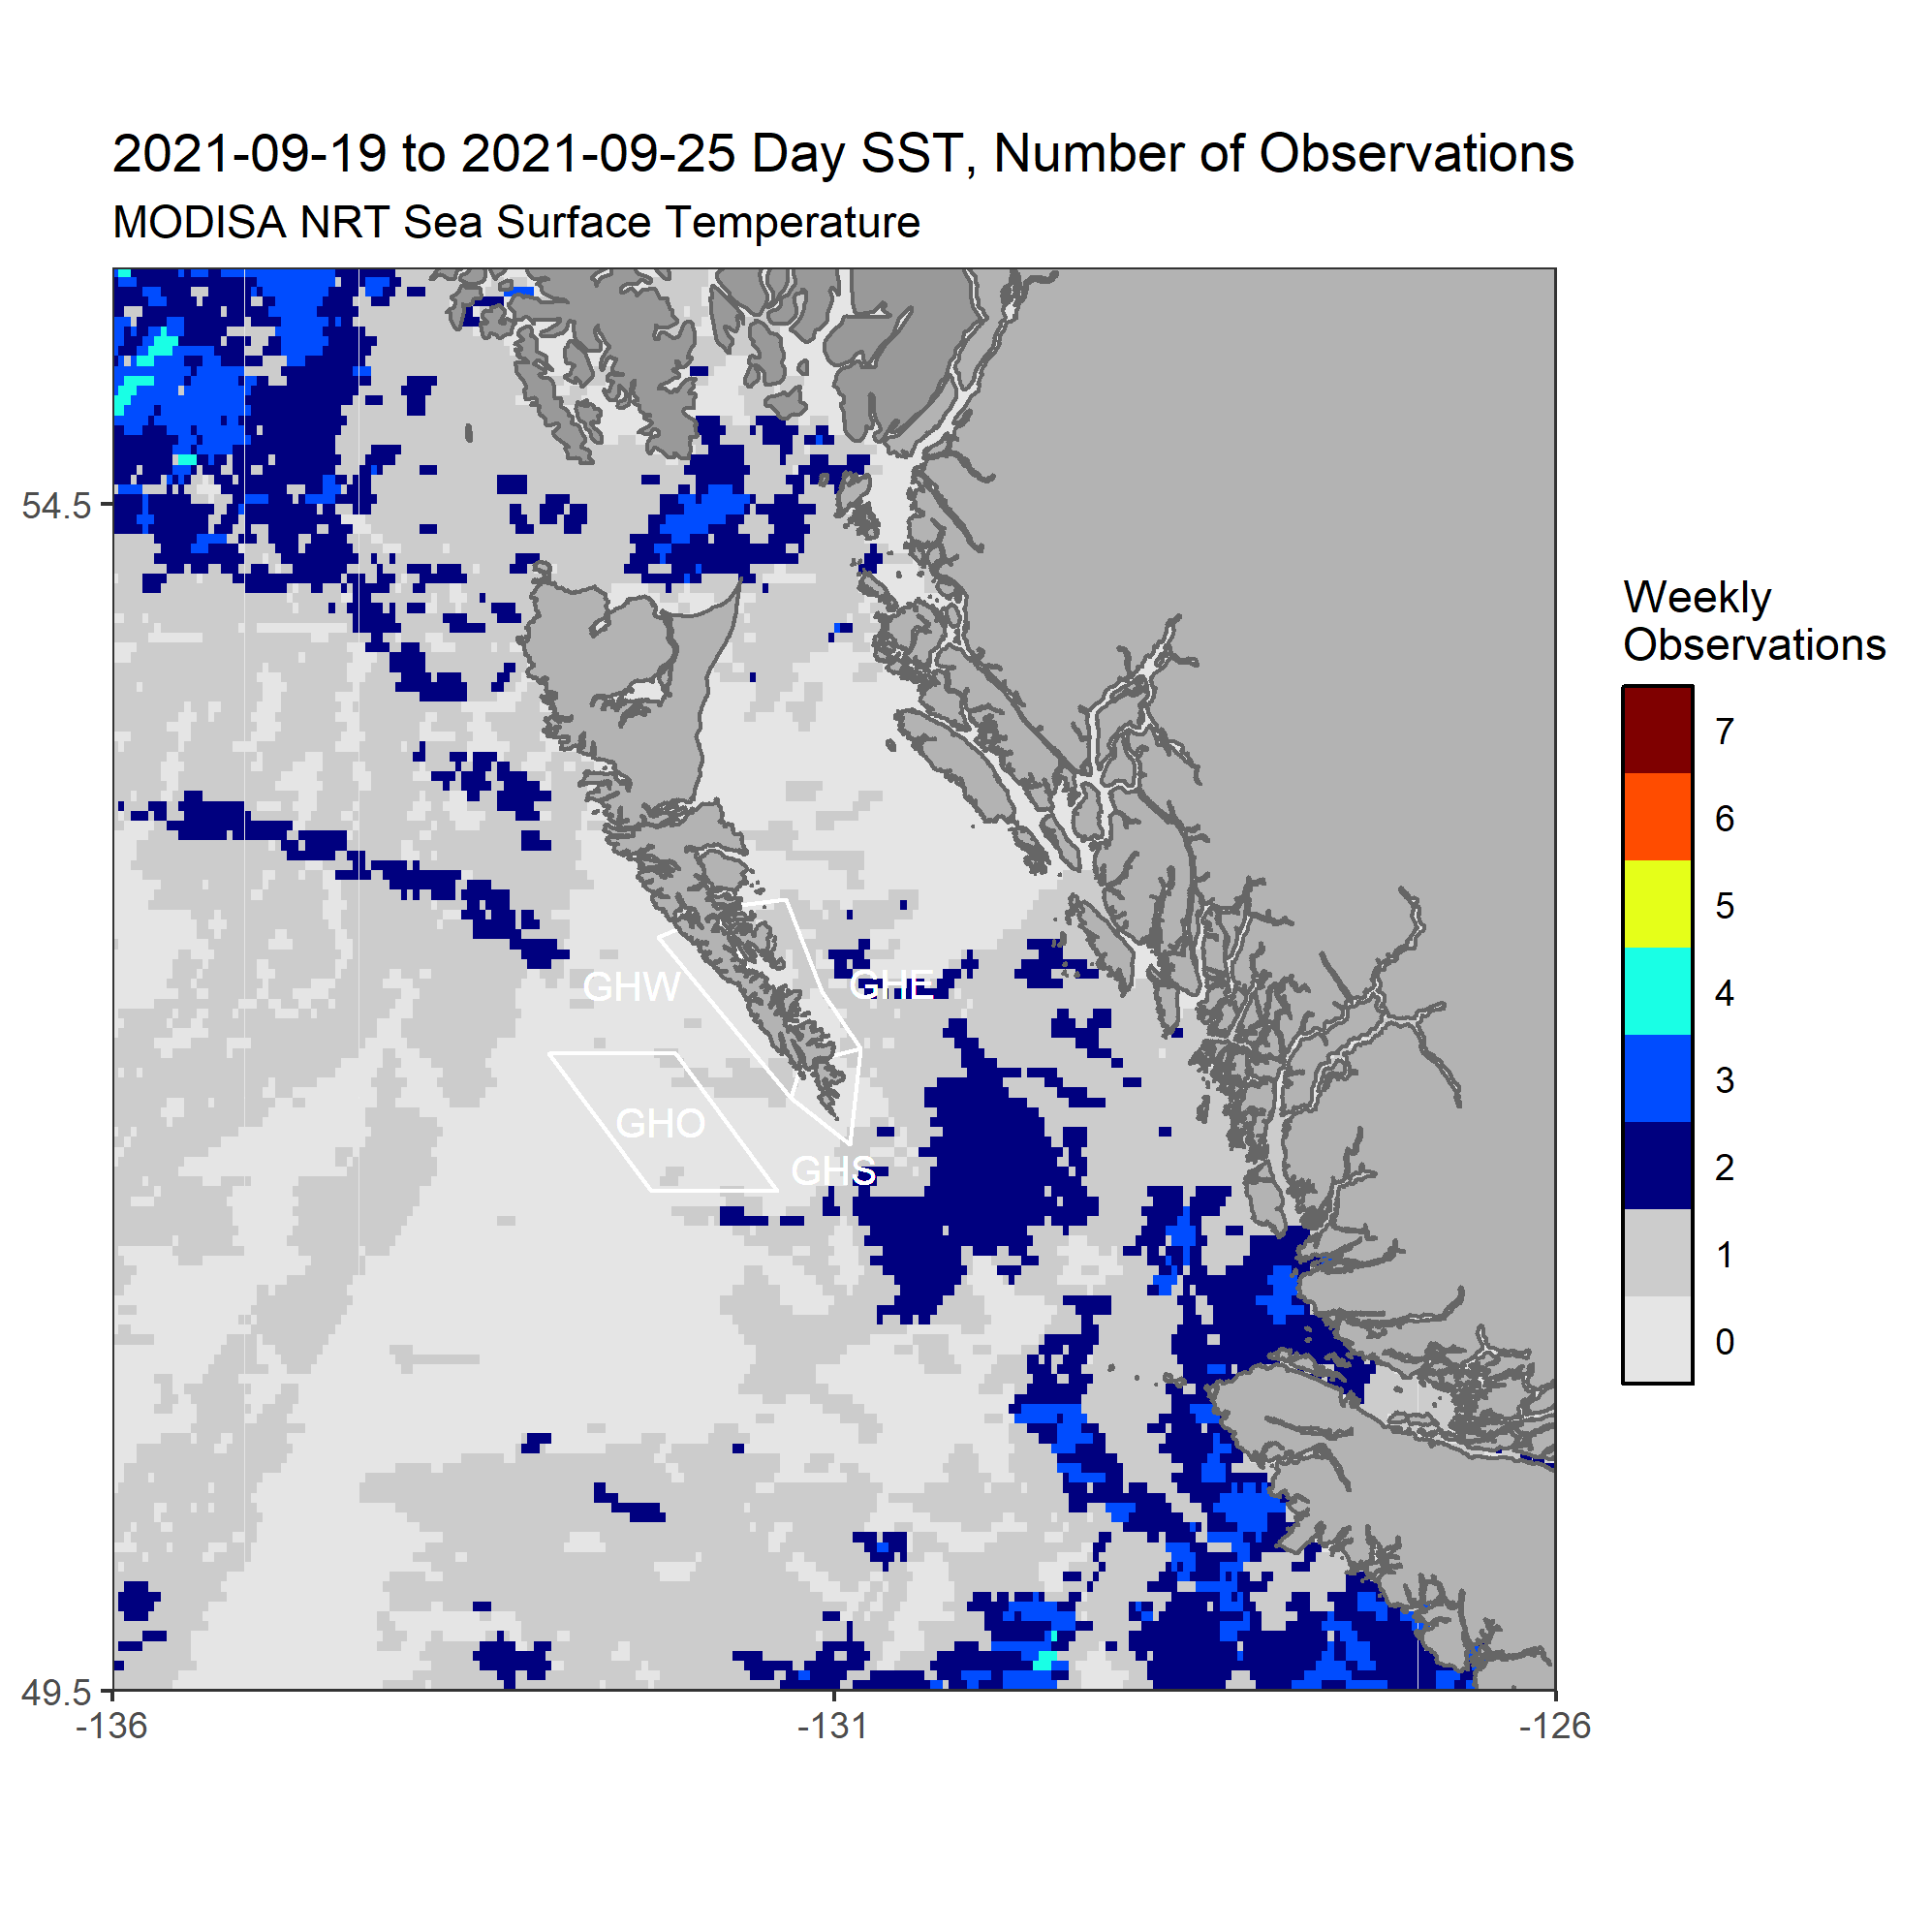 2021-09-19 to 2021-09-25 Day SST, Number of Observations
MODISA NRT Sea Surface Temperature
54.5
49.5
-136
-131
-126
GHW
GHE
GHO
GHS
Weekly
Observations
7
6
5
4
3
2
1
0